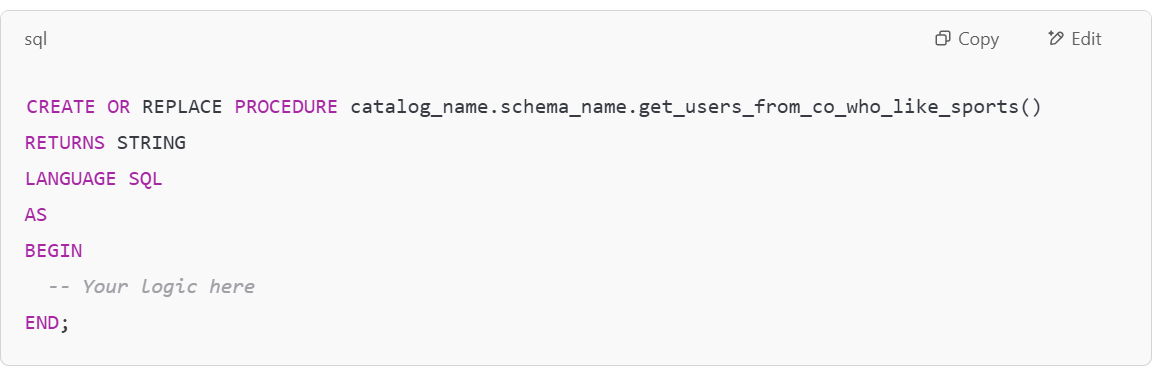 sql
Copy
Edit
CREATE OR REPLACE PROCEDURE catalog_name.schema_name.get_users_from_co_who_like_sports()
RETURNS STRING
LANGUAGE SQL
AS
BEGIN
  -- Your logic here
END;